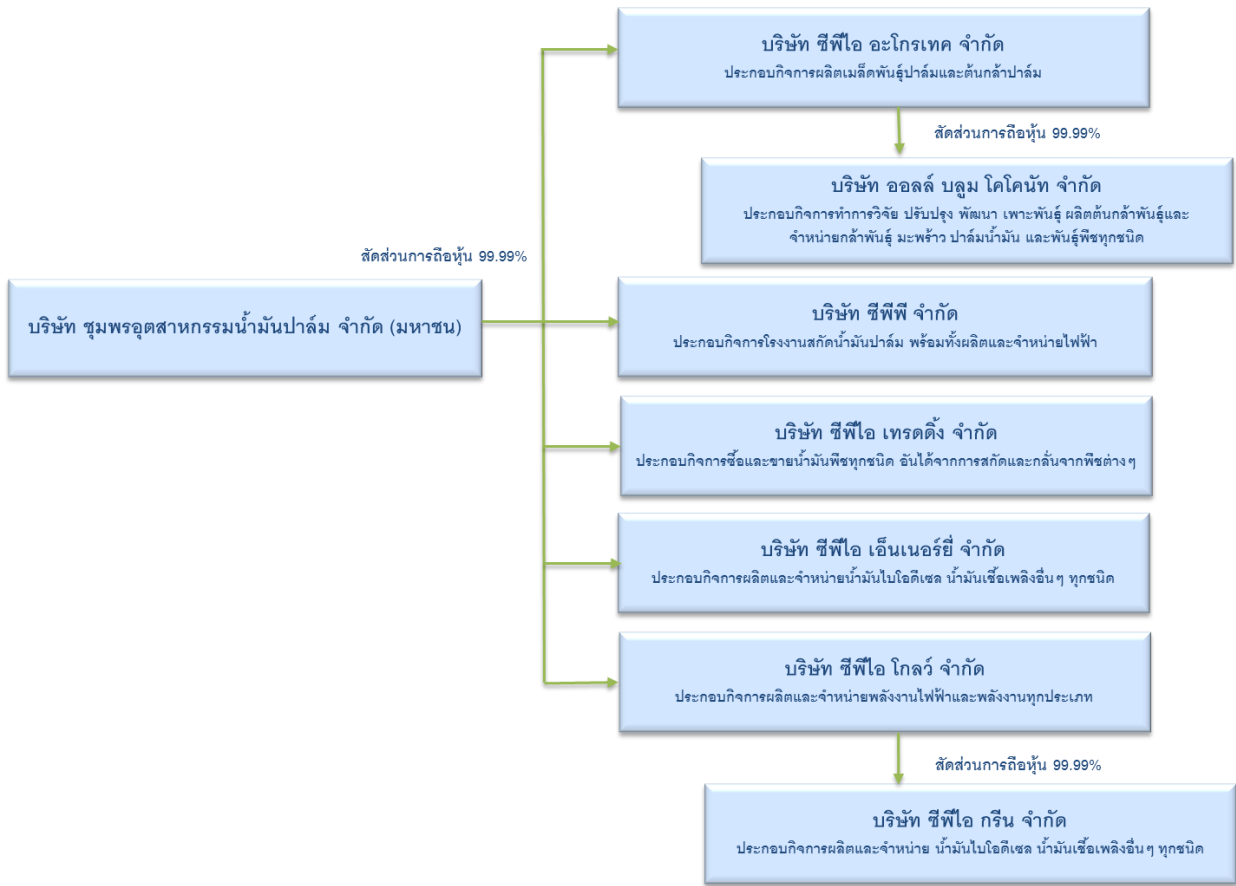 บริษัท ซีพีไอ อะโกรเทค จำกัด
ประกอบกิจการผลิตเมล็ดพันธุ์ปาล์มและต้นกล้าปาล์ม
สัดส่วนการถือหุ้น 99.99%
บริษัท ออลล์ บลูม โคโคนัท จำกัด
ประกอบกิจการทำการวิจัย ปรับปรุง พัฒนา เพาะพันธุ์ ผลิตต้นกล้าพันธุ์และ
จำหน่ายกล้าพันธุ์ มะพร้าว ปาล์มน้ำมัน และพันธุ์พืชทุกชนิด
สัดส่วนการถือหุ้น 99.99%
บริษัท ชุมพรอุตสาหกรรมน้ำมันปาล์ม จำกัด (มหาชน)
บริษัท ซีพีพี จำกัด
ประกอบกิจการโรงงานสกัดน้ำมันปาล์ม พร้อมทั้งผลิตและจำหน่ายไฟฟ้า
บริษัท ซีพีไอ เทรดดิ้ง จำกัด
ประกอบกิจการซื้อและขายน้ำมันพืชทุกชนิด อันได้จากการสกัดและกลั่นจากพืชต่างๆ
บริษัท ซีพีไอ เอ็นเนอร์ยี่ จำกัด
ประกอบกิจการผลิตและจำหน่ายน้ำมันไบโอดีเซล น้ำมันเชื้อเพลิงอื่นๆ ทุกชนิด
บริษัท ซีพีไอ โกลว์ จำกัด
ประกอบกิจการผลิตและจำหน่ายพลังงานไฟฟ้าและพลังงานทุกประเภท
สัดส่วนการถือหุ้น 99.99%
บริษัท ซีพีไอ กรีน จำกัด
ประกอบกิจการผลิตและจำหน่าย น้ำมันไบโอดีเซล น้ำมันเชื้อเพลิงอื่นๆ ทุกชนิด